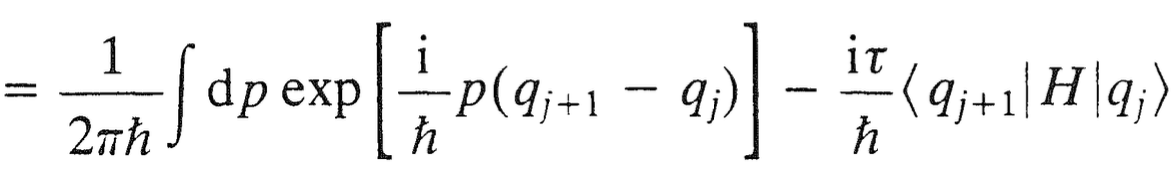 = \frac{1}{2\pi\hbar} \int dp \exp\left[\frac{i}{\hbar} p(q_{j+1} - q_j)\right] - \frac{i\tau}{\hbar} \langle q_{j+1}|H|q_j\rangle